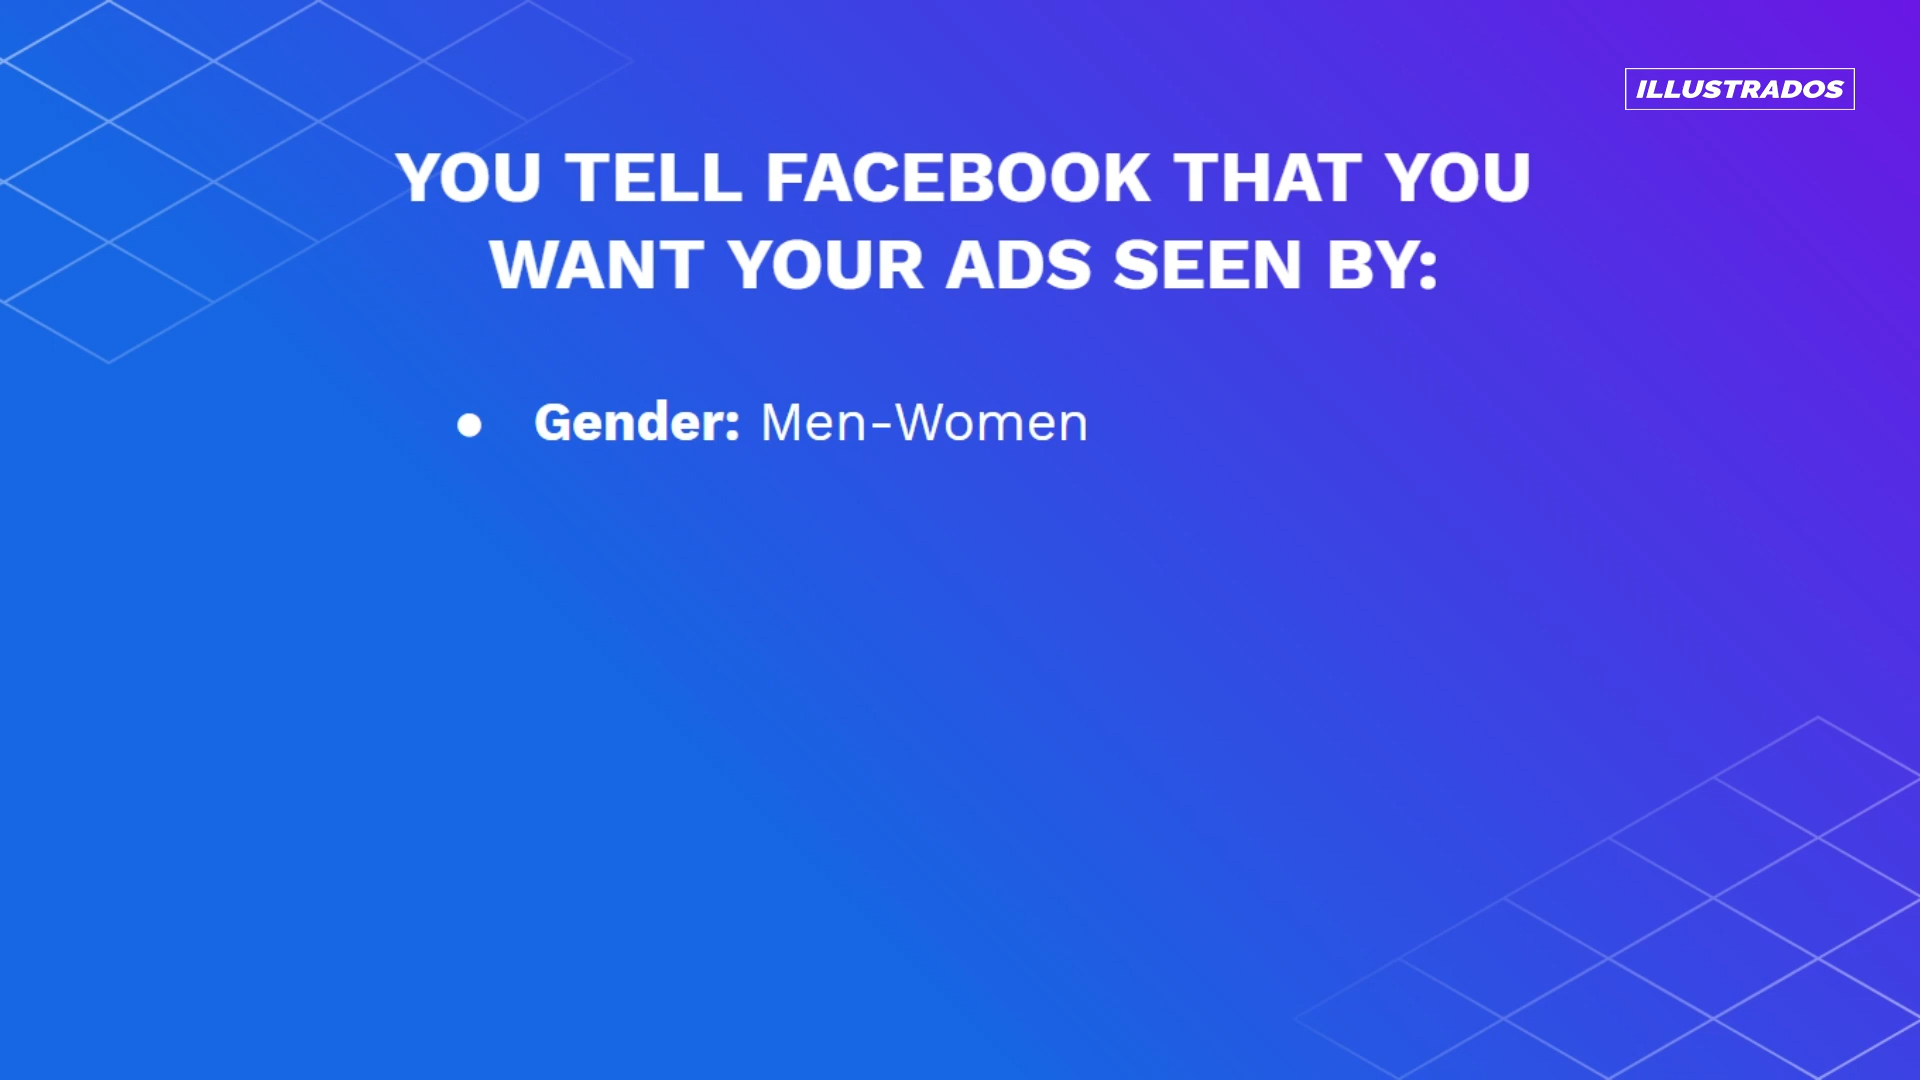 ILLUSTRADOS
YOU TELL FACEBOOK THAT YOU
WANT YOUR ADS SEEN BY:
● Gender: Men-Women